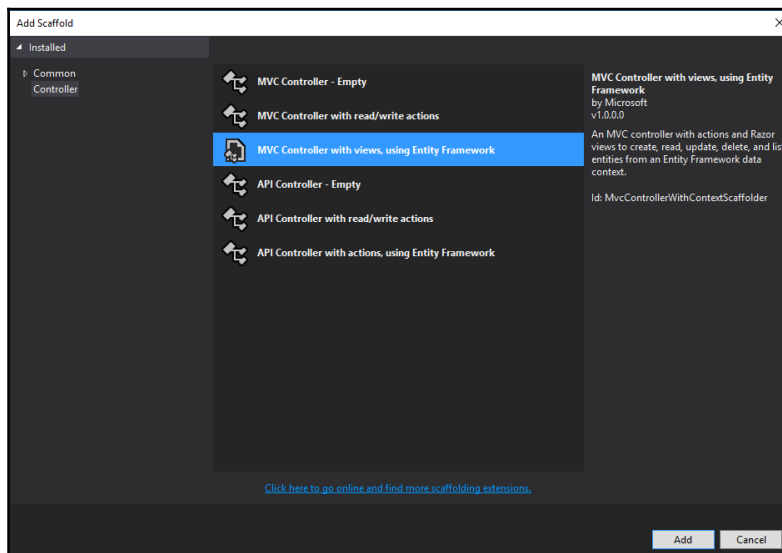 Add Scaffold
Installed
Common
Controller
MVC Controller - Empty
MVC Controller with read/write actions
MVC Controller with views, using Entity Framework
API Controller - Empty
API Controller with read/write actions
API Controller with actions, using Entity Framework
Click here to go online and find more scaffolding extensions.
MVC Controller with views, using Entity
Framework
by Microsoft
v1.0.0.0
An MVC controller with actions and Razor
views to create, read, update, delete, and lis
entities from an Entity Framework data
context.
Id: MvcControllerWithContextScaffolder
Add
Cancel